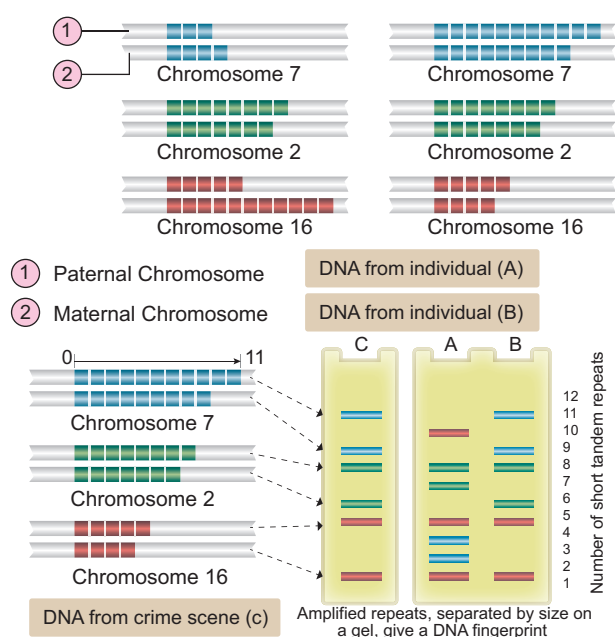 1
2
Chromosome 7
Chromosome 7
Chromosome 2
Chromosome 2
Chromosome 16
Chromosome 16
1 Paternal Chromosome
DNA from individual (A)
2 Maternal Chromosome
DNA from individual (B)
0 11
Chromosome 7
Chromosome 2
Chromosome 16
DNA from crime scene (c)
C A B
12
11
10
9
8
7
6
5
4
3
2
1
Number of short tandem repeats
Amplified repeats, separated by size on
a gel, give a DNA fingerprint